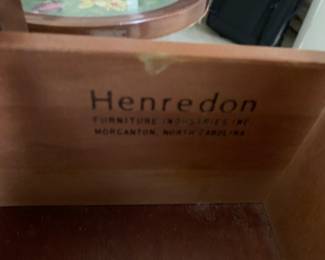 Henredon
FURNITURE INDUSTRIES INC
MORGANTON, NORTH CAROLINA